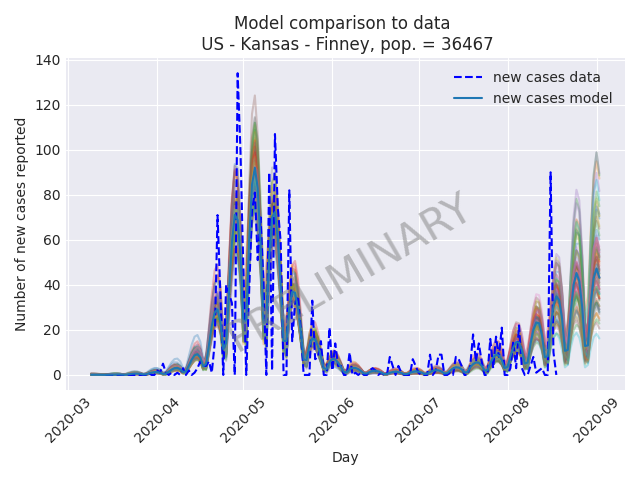 Model comparison to data
US - Kansas - Finney, pop. = 36467
new cases data
new cases model
Number of new cases reported
140
120
100
80
60
40
20
0
PRELIMINARY
2020-03
2020-04
2020-05
2020-06
2020-07
2020-08
2020-09
Day